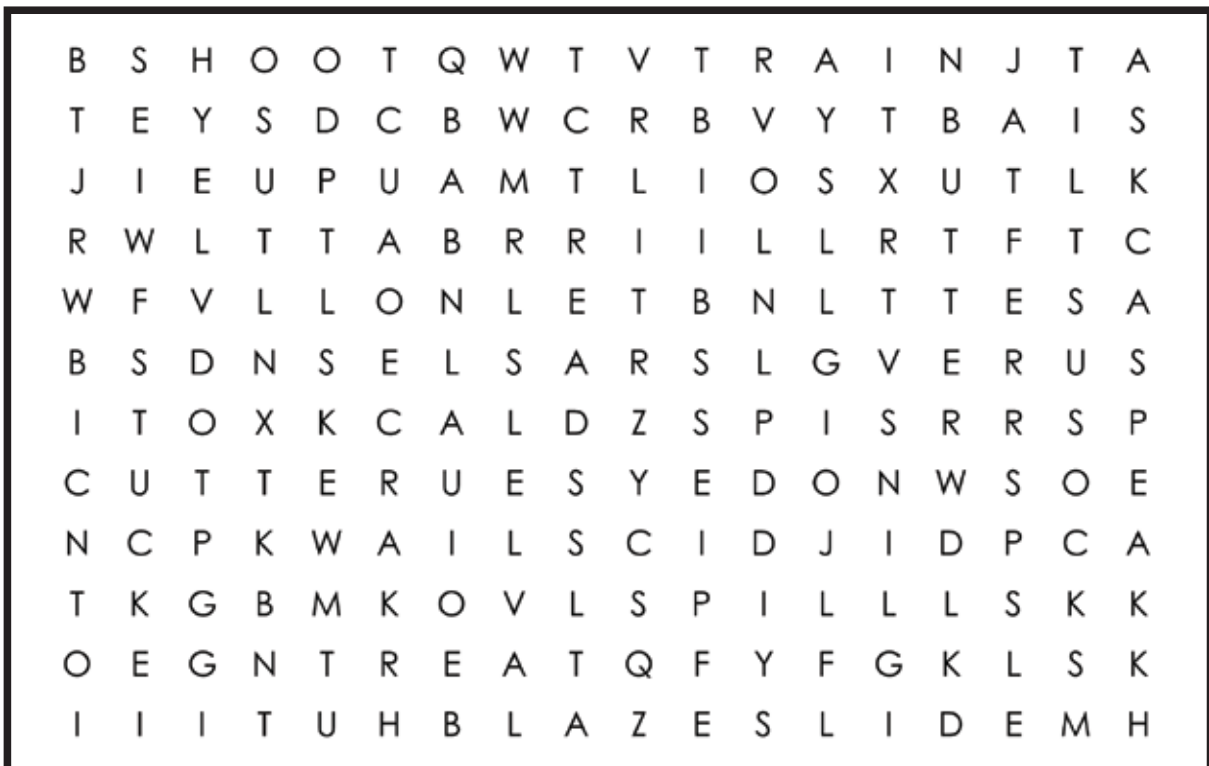 B S H O O T Q W T V T R A I N J T A
T E Y S D C B W C R B V Y T B A I S
J I E U P U A M T L I O S X U T L K
R W L T T A B R R I I L L R T F T C
W F V L L O N L E T B N L T T E S A
B S D N S E L S A R S L G V E R U S
I T O X K C A L D Z S P I S R R S P
C U T T E R U E S Y E D O N W S O E
N C P K W A I L S C I D J I D P C A
T K G B M K O V L S P I L L L S K K
O E G N T R E A T Q F Y F G K L S K
I I I T U H B L A Z E S L I D E M H